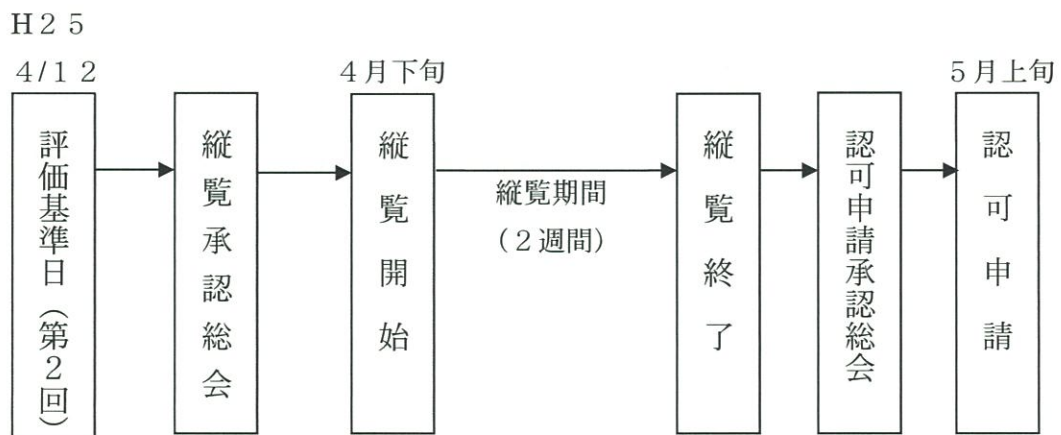 H25
4/12
4月下旬
5月上旬
評価基準日(第2回)
縦覧承認総会
縦覧開始
縦覧期間
(2週間)
縦覧終了
認可申請承認総会
認可申請